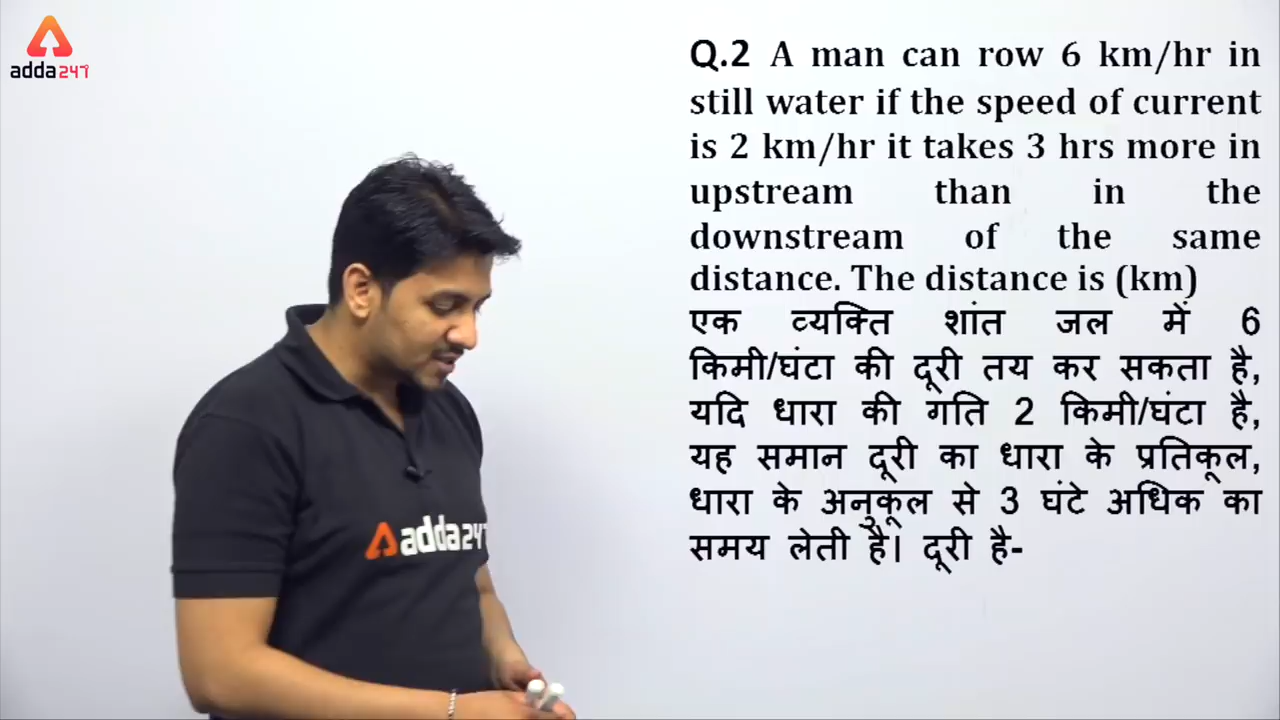 adda247
Q.2 A man can row 6 km/hr in
still water if the speed of current
is 2 km/hr it takes 3 hrs more in
upstream than in the
downstream of the same
distance. The distance is (km)
एक व्यक्ति शांत जल में 6
किमी/घंटा की दूरी तय कर सकता है,
यदि धारा की गति 2 किमी/घंटा है,
यह समान दूरी का धारा के प्रतिकूल,
धारा के अनुकूल से 3 घंटे अधिक का
समय लेती है। दूरी है-
adda247